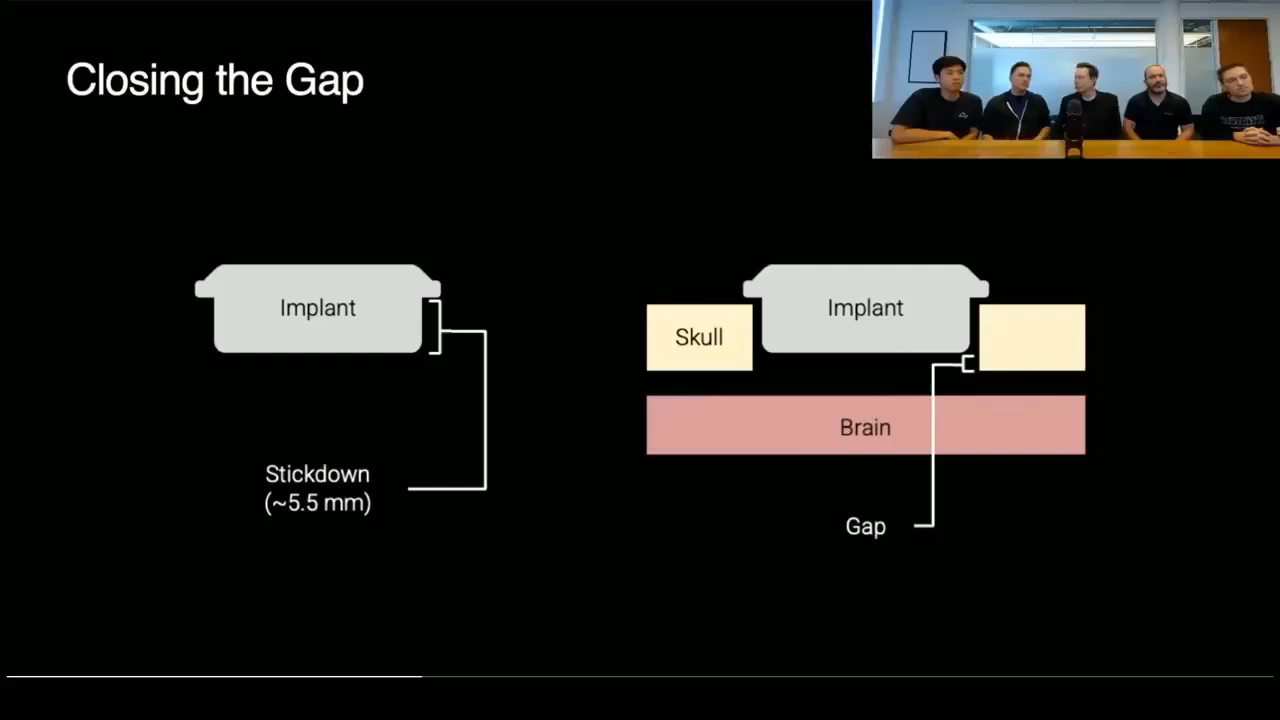 Closing the Gap
Implant
Stickdown
(~5.5 mm)
Skull
Implant
Brain
Gap